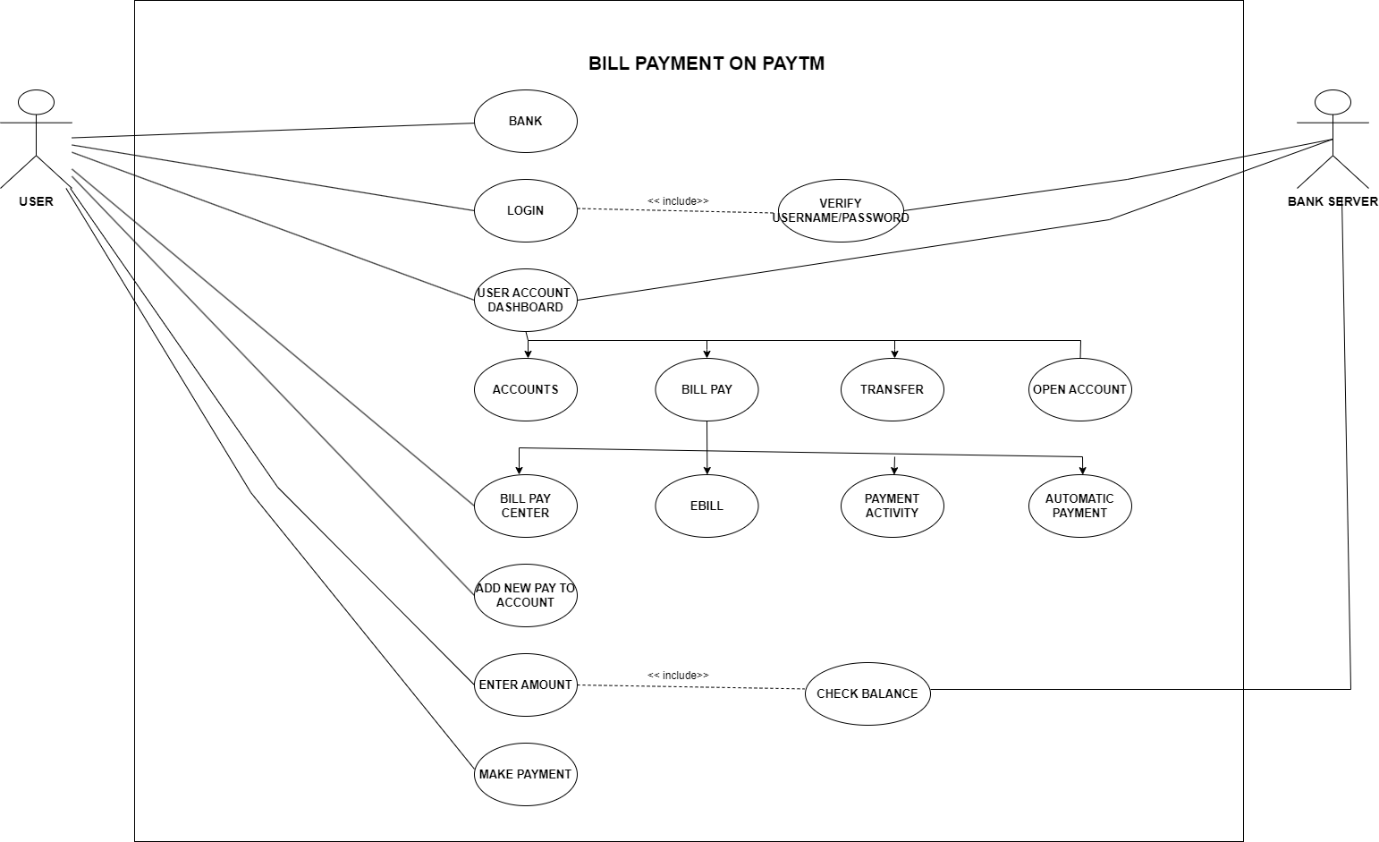 BILL PAYMENT ON PAYTM
USER
BANK SERVER
BANK
LOGIN
<< include>>
VERIFY
USERNAME/PASSWORD
USER ACCOUNT
DASHBOARD
ACCOUNTS
BILL PAY
TRANSFER
OPEN ACCOUNT
BILL PAY
CENTER
EBILL
PAYMENT
ACTIVITY
AUTOMATIC
PAYMENT
ADD NEW PAY TO
ACCOUNT
ENTER AMOUNT
<< include>>
CHECK BALANCE
MAKE PAYMENT